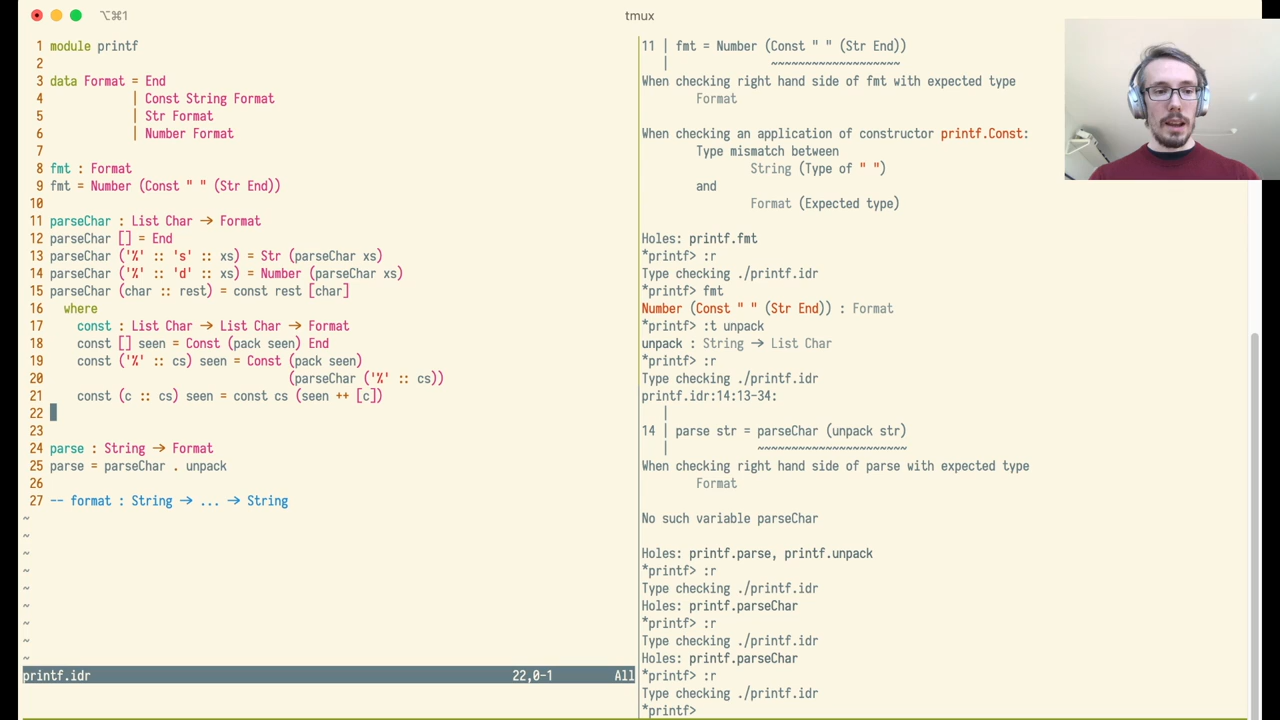 ⌥⌘1
tmux
1 module printf
2
3 data Format = End
4             | Const String Format
5             | Str Format
6             | Number Format
7
8 fmt : Format
9 fmt = Number (Const " " (Str End))
10
11 parseChar : List Char → Format
12 parseChar [] = End
13 parseChar ('%' :: 's' :: xs) = Str (parseChar xs)
14 parseChar ('%' :: 'd' :: xs) = Number (parseChar xs)
15 parseChar (char :: rest) = const rest [char]
16   where
17     const : List Char → List Char → Format
18     const [] seen = Const (pack seen) End
19     const ('%' :: cs) seen = Const (pack seen)
20                                    (parseChar ('%' :: cs))
21     const (c :: cs) seen = const cs (seen ++ [c])
22
23
24 parse : String → Format
25 parse = parseChar . unpack
26
27 -- format : String → ... → String
~
~
~
~
~
~
~
~
~
printf.idr 22,0-1 All
11 | fmt = Number (Const " " (Str End))
   |               ~~~~~~~~~~~~~~~~~~~
When checking right hand side of fmt with expected type
        Format
When checking an application of constructor printf.Const:
        Type mismatch between
                String (Type of " ")
        and
                Format (Expected type)
Holes: printf.fmt
*printf> :r
Type checking ./printf.idr
*printf> fmt
Number (Const " " (Str End)) : Format
*printf> :t unpack
unpack : String → List Char
*printf> :r
Type checking ./printf.idr
printf.idr:14:13-34:
   |
14 | parse str = parseChar (unpack str)
   |             ~~~~~~~~~~~~~~~~~~~~~~
When checking right hand side of parse with expected type
        Format
No such variable parseChar
Holes: printf.parse, printf.unpack
*printf> :r
Type checking ./printf.idr
Holes: printf.parseChar
*printf> :r
Type checking ./printf.idr
Holes: printf.parseChar
*printf> :r
Type checking ./printf.idr
*printf>